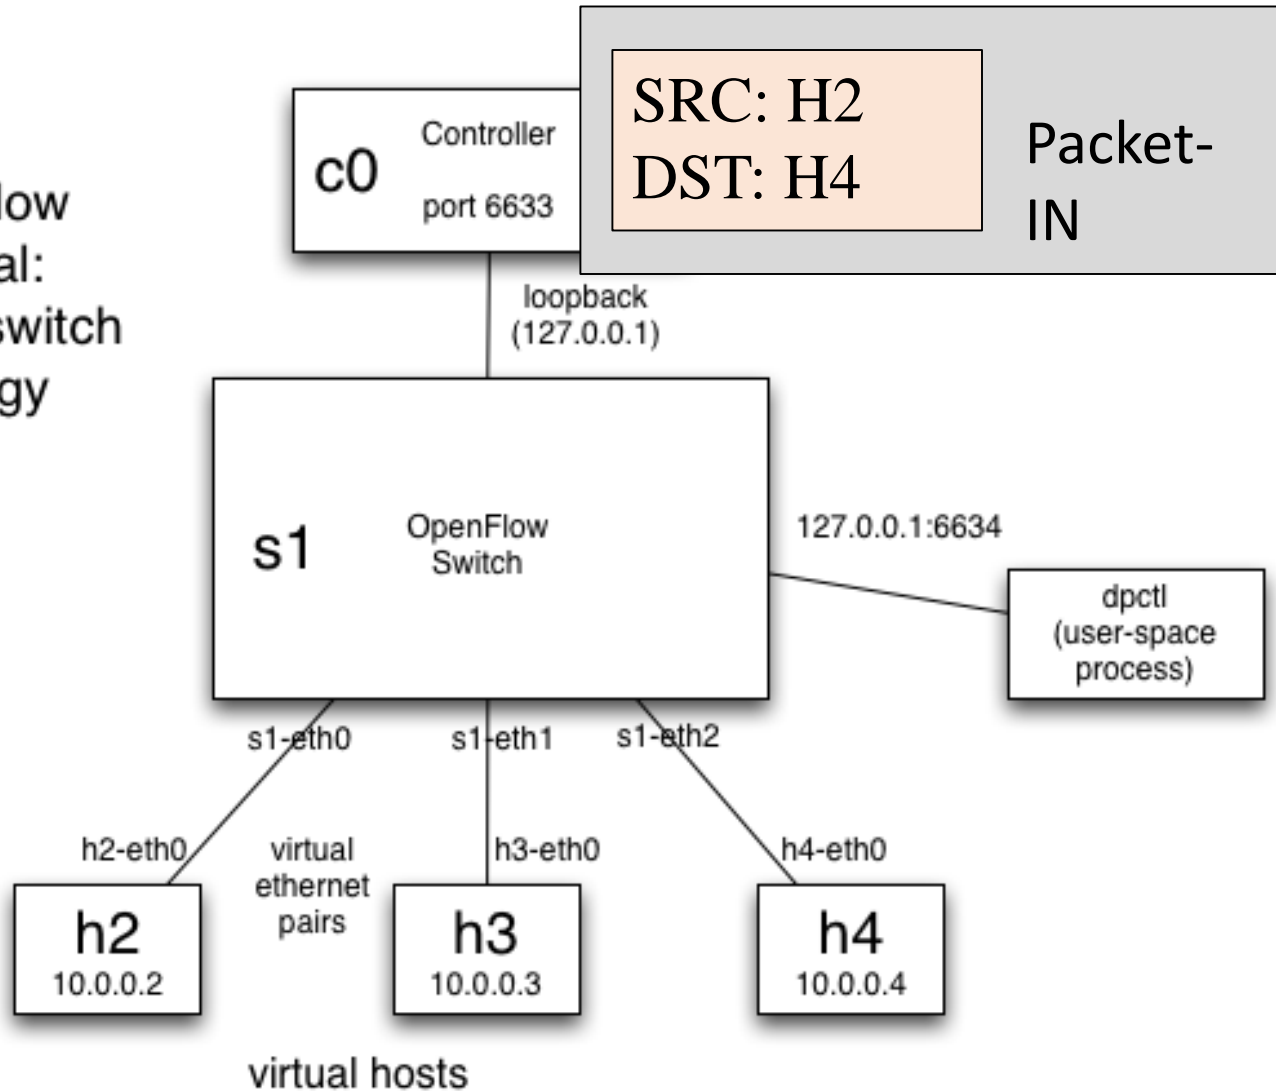 SRC: H2
DST: H4
Packet-
IN
c0
Controller
port 6633
low
al:
switch
gy
loopback
(127.0.0.1)
s1
OpenFlow
Switch
127.0.0.1:6634
dpctl
(user-space
process)
s1-eth0
s1-eth1
s1-eth2
h2-eth0
virtual
ethernet
pairs
h3-eth0
h4-eth0
h2
10.0.0.2
h3
10.0.0.3
h4
10.0.0.4
virtual hosts